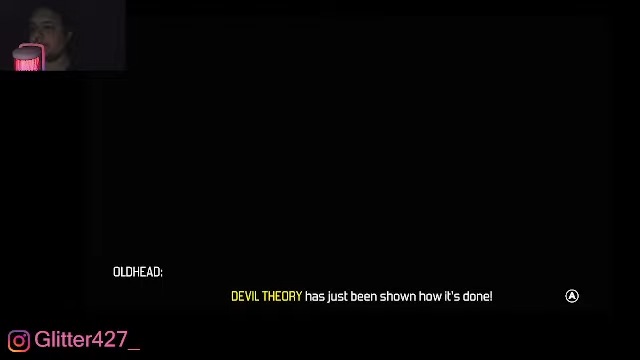 OLDHEAD:
DEVIL THEORY has just been shown how it's done!
A
Glitter427_